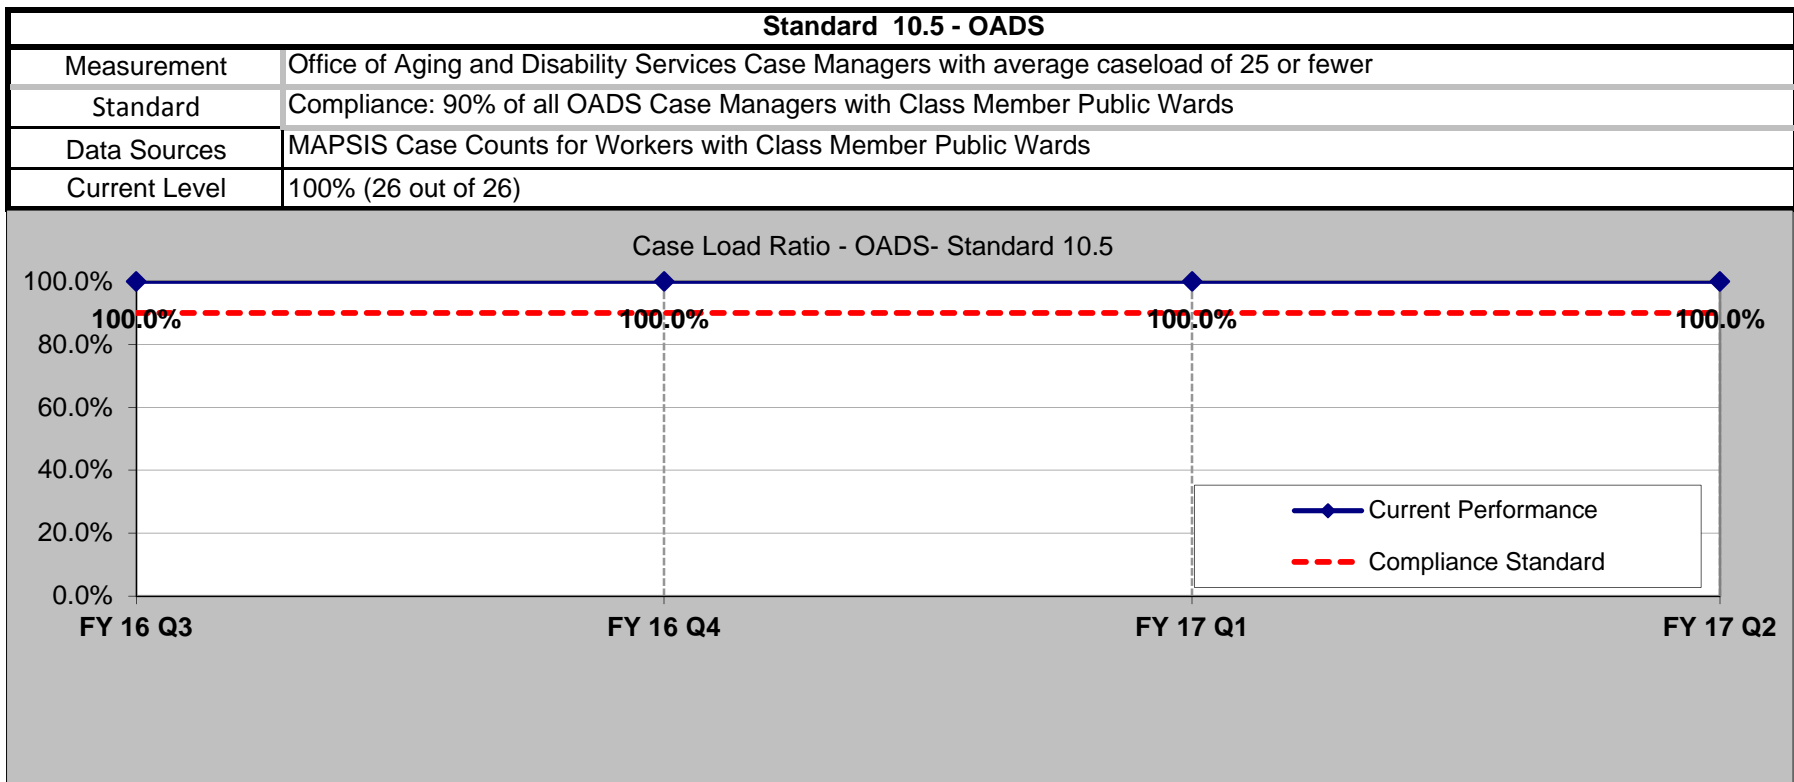 Standard  10.5 - OADS
Measurement Office of Aging and Disability Services Case Managers with average caseload of 25 or fewer
Standard Compliance: 90% of all OADS Case Managers with Class Member Public Wards
Data Sources MAPSIS Case Counts for Workers with Class Member Public Wards
Current Level 100% (26 out of 26)
Case Load Ratio - OADS- Standard 10.5
100.0%
100.0% 100.0% 100.0% 100.0%
80.0%
60.0%
40.0%
20.0%
0.0%
Current Performance
Compliance Standard
FY 16 Q3 FY 16 Q4 FY 17 Q1 FY 17 Q2